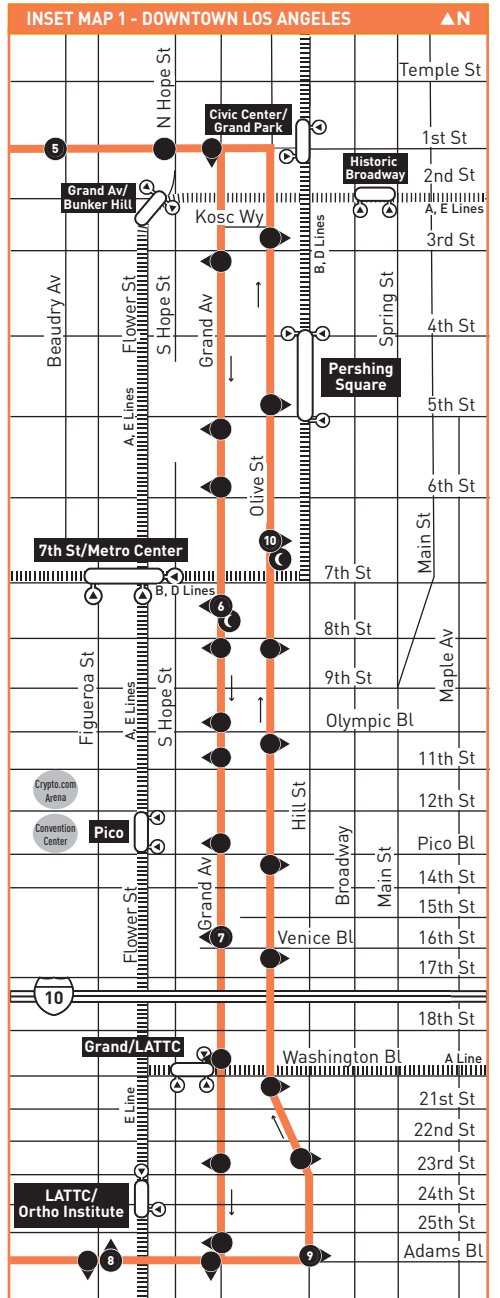 INSET MAP 1 - DOWNTOWN LOS ANGELES
▲N
N Hope St
Temple St
Civic Center/
Grand Park
1st St
5
Historic
Broadway
2nd St
Grand Av/
Bunker Hill
A, E Lines
Kosc Wy
3rd St
B, D Lines
Beaudry Av
Flower St
S Hope St
Grand Av
Spring St
4th St
Pershing
Square
5th St
A, E Lines
Olive St
6th St
10
Main St
7th St/Metro Center
7th St
B, D Lines
6
8th St
Figueroa St
A, E Lines
S Hope St
9th St
Maple Av
Olympic Bl
11th St
Crypto.com
Arena
Hill St
12th St
Convention
Center
Pico
Broadway
Main St
Pico Bl
14th St
Flower St
Grand Av
15th St
7
Venice Bl
16th St
17th St
10
18th St
Grand/LATTC
Washington Bl
A Line
E Line
21st St
22nd St
23rd St
LATTC/
Ortho Institute
24th St
25th St
8
9
Adams Bl